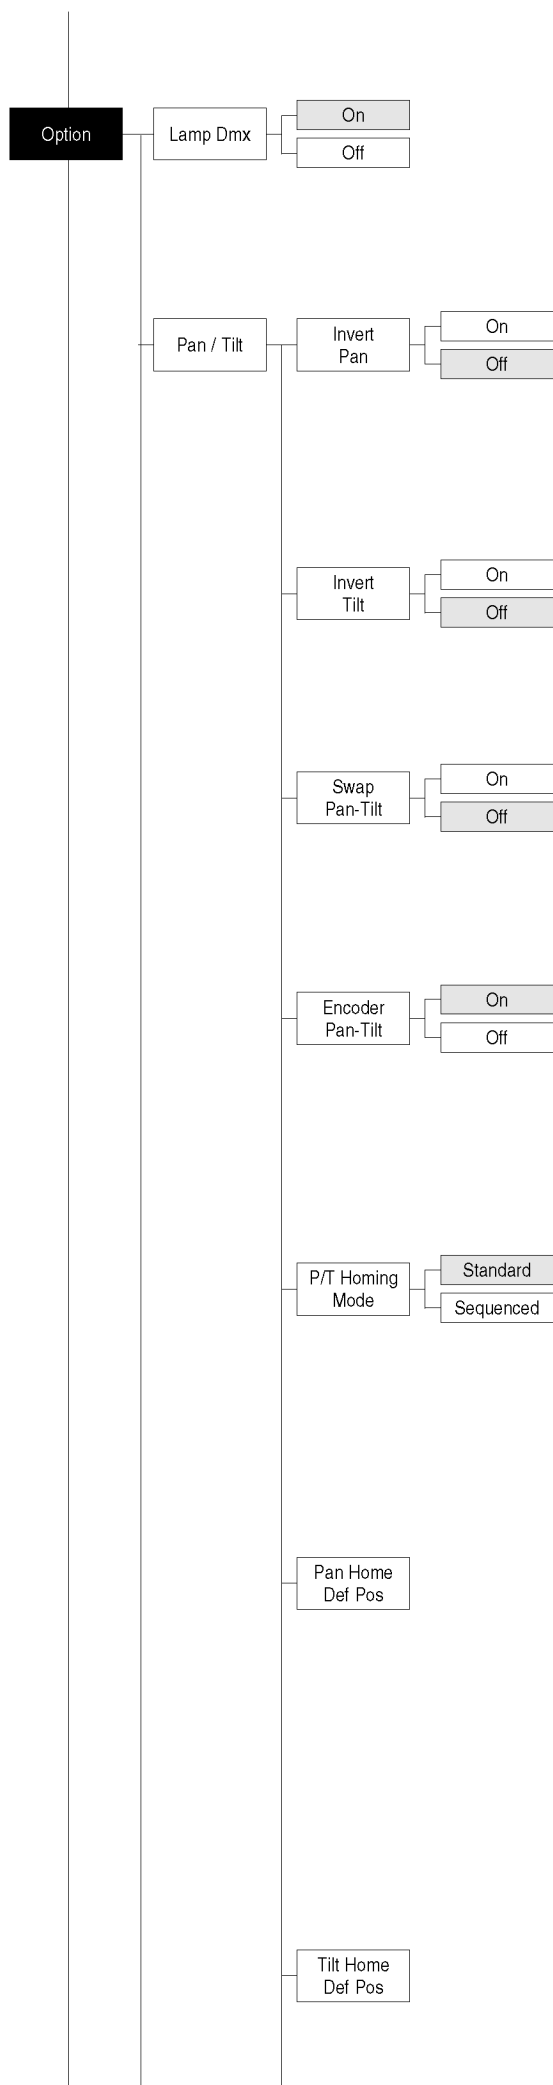 On
Option
Lamp Dmx
Off
On
Pan / Tilt
Invert
Pan
Off
On
Invert
Tilt
Off
On
Swap
Pan-Tilt
Off
On
Encoder
Pan-Tilt
Off
Standard
P/T Homing
Mode
Sequenced
Pan Home
Def Pos
Tilt Home
Def Pos